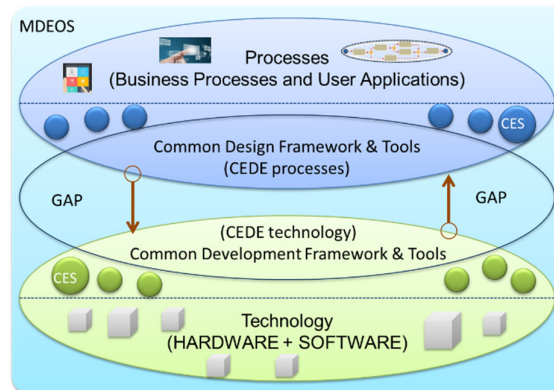 MDEOS
Processes
(Business Processes and User Applications)
CES
Common Design Framework & Tools
(CEDE processes)
GAP
GAP
(CEDE technology)
Common Development Framework & Tools
CES
Technology
(HARDWARE + SOFTWARE)